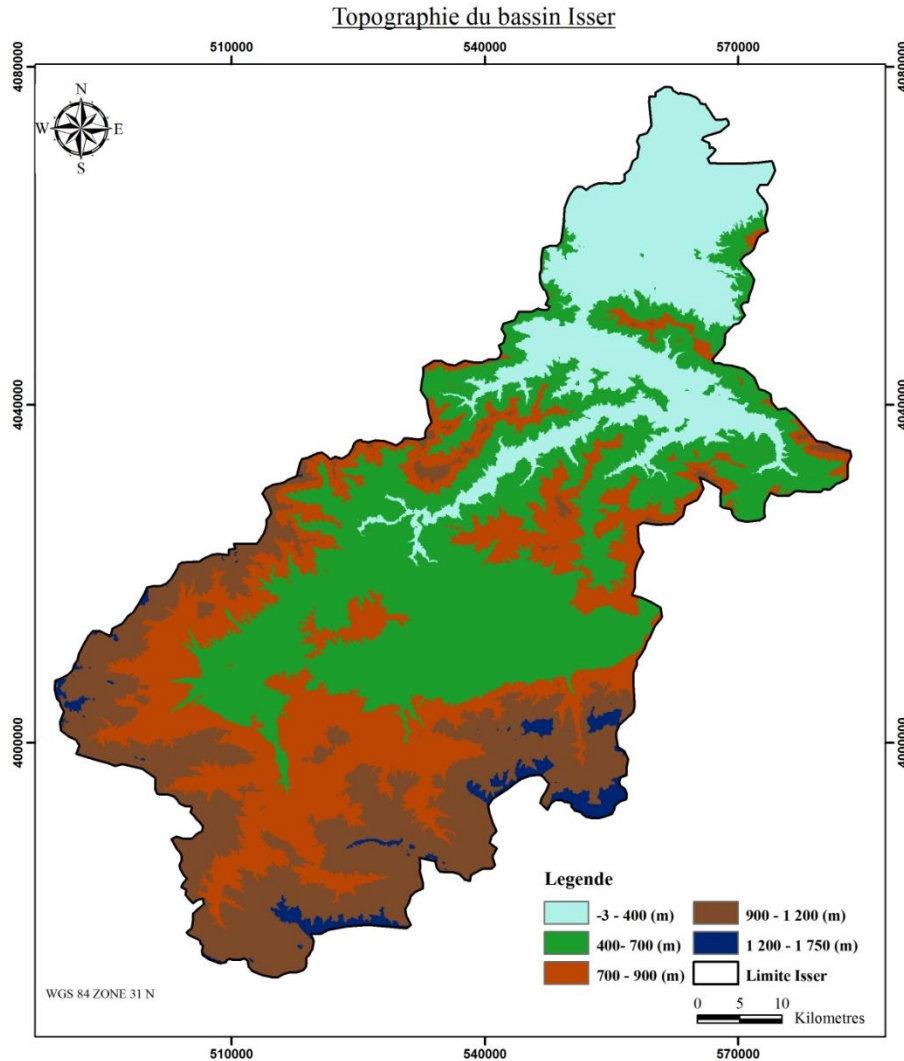 Topographie du bassin Isser
510000 540000 570000
4080000 4080000
N
W E
S
4040000 4040000
4000000 4000000
Legende
-3 - 400 (m) 900 - 1 200 (m)
400- 700 (m) 1 200 - 1 750 (m)
700 - 900 (m) Limite Isser
WGS 84 ZONE 31 N
0 5 10
Kilometres
510000 540000 570000